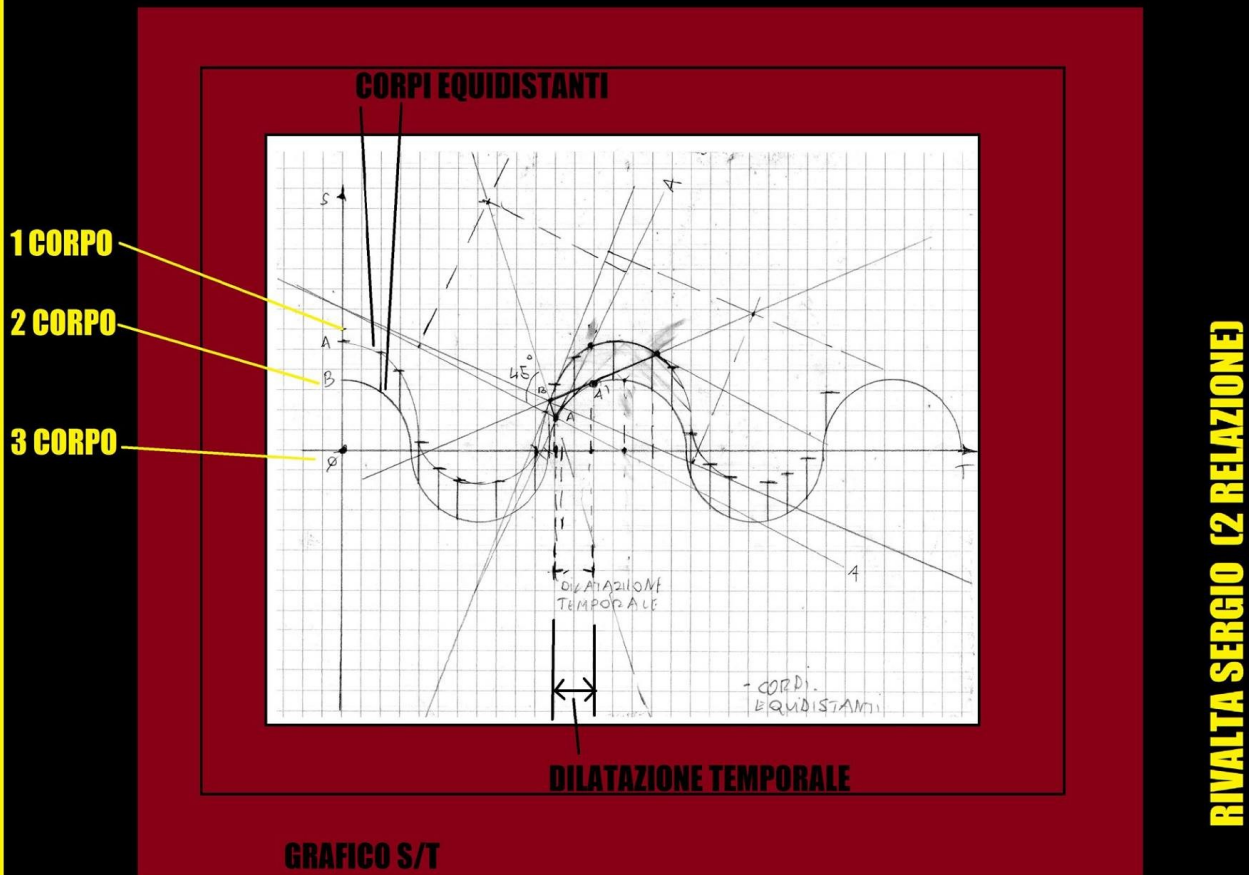 CORPI EQUIDISTANTI
S
1 CORPO
2 CORPO
3 CORPO
A
B
A
45°
B
A'
A
T
A
DILATAZIONE
TEMPORALE
- CORPI
EQUIDISTANTI
DILATAZIONE TEMPORALE
GRAFICO S/T
RIVALTA SERGIO (2 RELAZIONE)